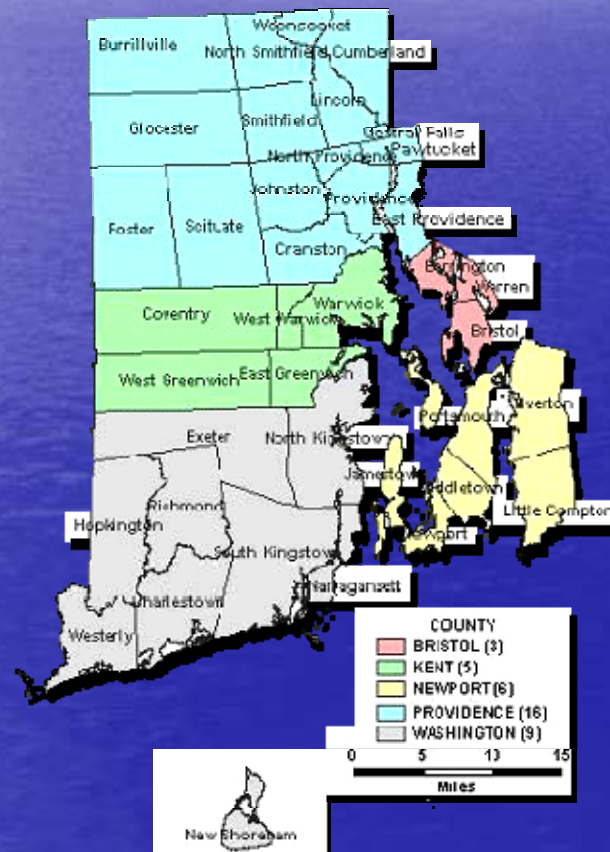 Woonsocket
Burrillville
North Smithfield Cumberland
Lincoln
Glocester
Smithfield
Central Falls
Pawtucket
North Providence
Johnston
Providence
East Providence
Foster
Scituate
Cranston
Barrington
Warren
Coventry
West Warwick
Warwick
Bristol
West Greenwich
East Greenwich
Tiverton
Portsmouth
Exeter
North Kingstown
Jamestown
Middletown
Richmond
Hopkington
Little Compton
Newport
South Kingstown
Narragansett
Charlestown
Westerly
COUNTY
BRISTOL (3)
KENT (5)
NEWPORT (6)
PROVIDENCE (16)
WASHINGTON (9)
0 5 10 15
Miles
New Shoreham